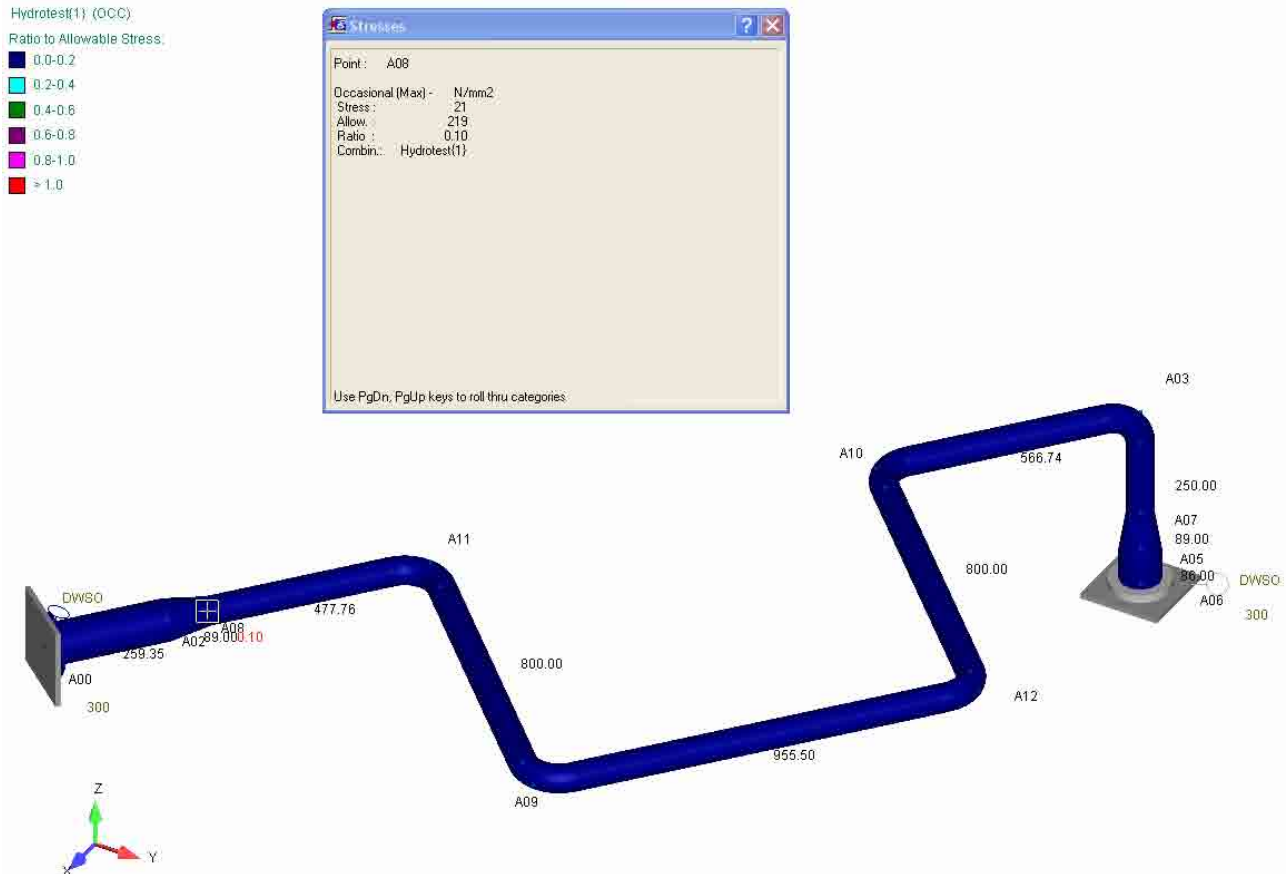 Hydrotest{1} (OCC)
Ratio to Allowable Stress:
0.0-0.2
0.2-0.4
0.4-0.6
0.6-0.8
0.8-1.0
> 1.0
Stresses
Point : A08
Occasional (Max) - N/mm2
Stress : 21
Allow. : 219
Ratio : 0.10
Combin.: Hydrotest{1}
Use PgDn, PgUp keys to roll thru categories
A03
A10
566.74
250.00
A07
89.00
A05
86.00
DWSO
A06
300
A11
800.00
DWSO
477.76
A08
A02
89.00
0.10
259.35
A00
300
800.00
A12
955.50
A09
Z
Y
X